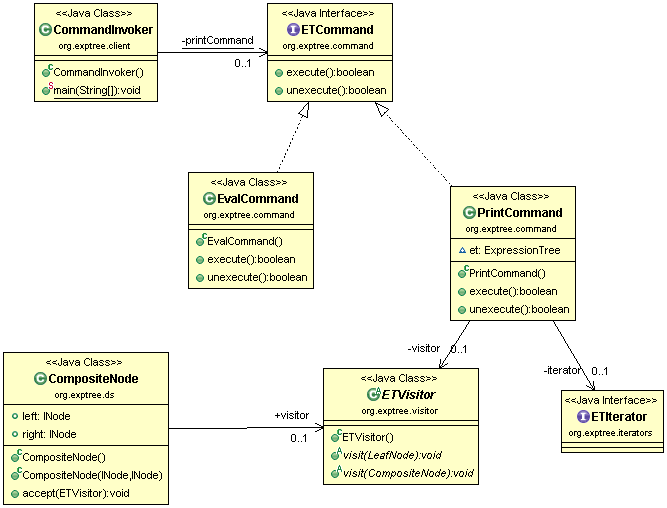 <<Java Class>>
CommandInvoker
org.exptree.client
CommandInvoker()
main(String[]):void
-printCommand
0..1
<<Java Interface>>
ETCommand
org.exptree.command
execute():boolean
unexecute():boolean
<<Java Class>>
EvalCommand
org.exptree.command
EvalCommand()
execute():boolean
unexecute():boolean
<<Java Class>>
PrintCommand
org.exptree.command
et: ExpressionTree
PrintCommand()
execute():boolean
unexecute():boolean
-visitor
0..1
-iterator
0..1
<<Java Class>>
CompositeNode
org.exptree.ds
left: INode
right: INode
CompositeNode()
CompositeNode(INode,INode)
accept(ETVisitor):void
+visitor
0..1
<<Java Class>>
ETVisitor
org.exptree.visitor
ETVisitor()
visit(LeafNode):void
visit(CompositeNode):void
<<Java Interface>>
ETIterator
org.exptree.iterators